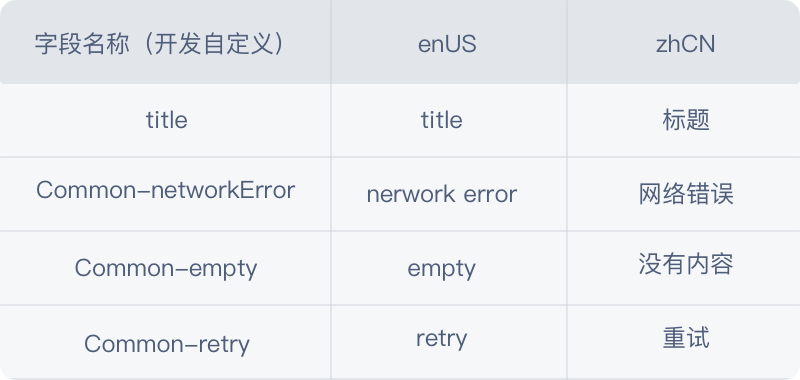 字段名称（开发自定义） enUS zhCN
title title 标题
Common-networkError nerwork error 网络错误
Common-empty empty 没有内容
Common-retry retry 重试